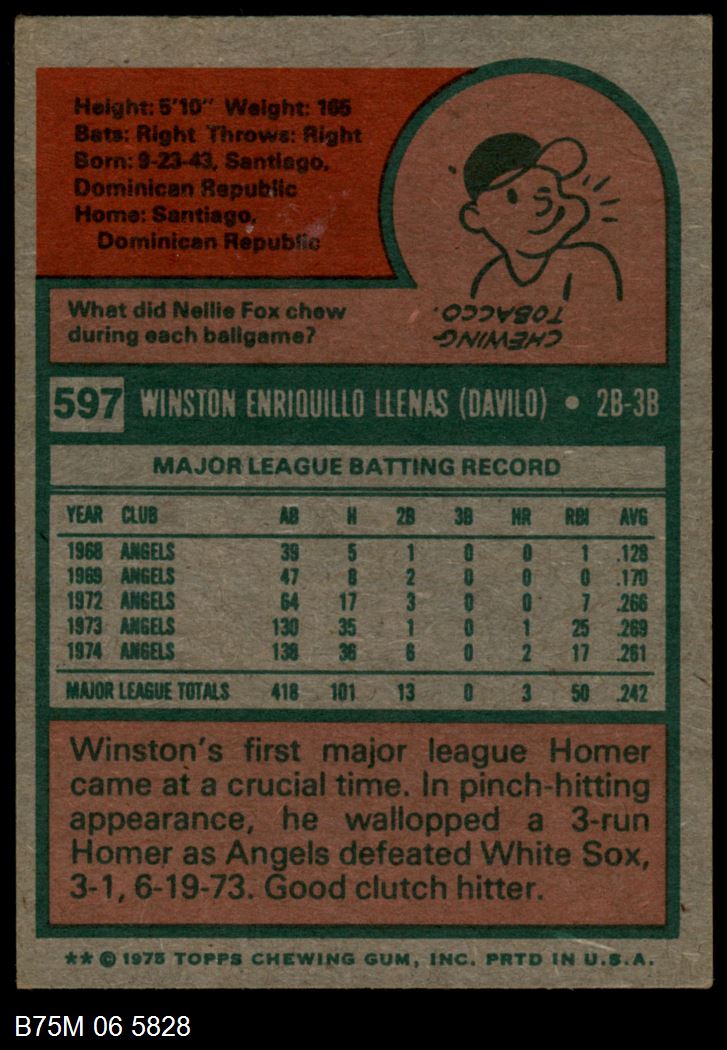 Height: 5'10" Weight: 165
Bats: Right Throws: Right
Born: 9-23-43, Santiago,
Dominican Republic
Home: Santiago,
Dominican Republic
What did Nellie Fox chew
during each ballgame?
CHEWING
TOBACCO.
597 WINSTON ENRIQUILLO LLENAS (DAVILO) • 2B-3B
MAJOR LEAGUE BATTING RECORD
YEAR CLUB AB H 2B 3B HR RBI AVG
1968 ANGELS 39 5 1 0 0 1 .128
1969 ANGELS 47 8 2 0 0 0 .170
1972 ANGELS 64 17 3 0 0 7 .266
1973 ANGELS 130 35 1 0 1 25 .269
1974 ANGELS 138 36 6 0 2 17 .261
MAJOR LEAGUE TOTALS 418 101 13 0 3 50 .242
Winston's first major league Homer
came at a crucial time. In pinch-hitting
appearance, he wallopped a 3-run
Homer as Angels defeated White Sox,
3-1, 6-19-73. Good clutch hitter.
** © 1975 TOPPS CHEWING GUM, INC. PRTD IN U.S.A.
B75M 06 5828